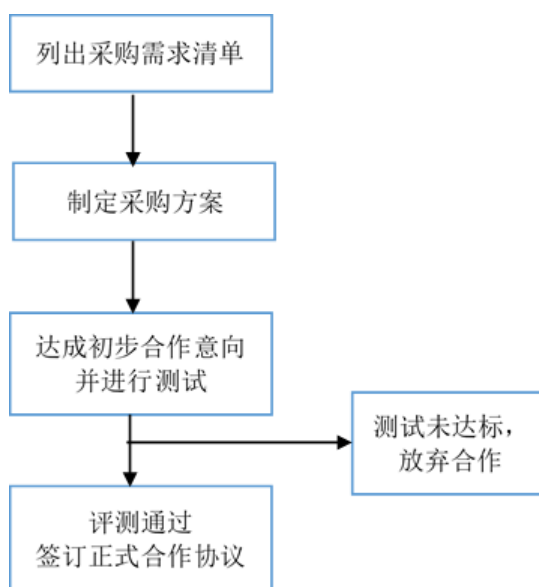 列出采购需求清单
制定采购方案
达成初步合作意向
并进行测试
测试未达标，
放弃合作
评测通过
签订正式合作协议